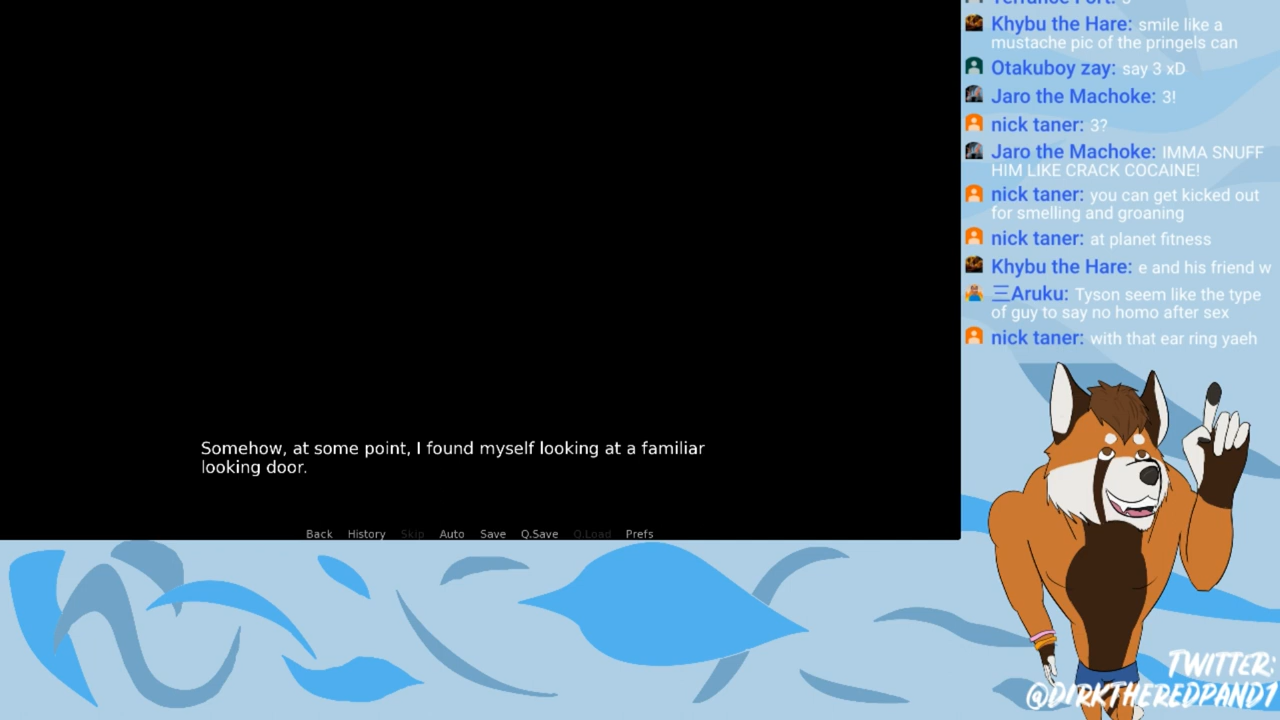 Somehow, at some point, I found myself looking at a familiar
looking door.
Back History Skip Auto Save Q.Save Q.Load Prefs
Khybu the Hare: smile like a
mustache pic of the pringels can
Otakuboy zay: say 3 xD
Jaro the Machoke: 3!
nick taner: 3?
Jaro the Machoke: IMMA SNUFF
HIM LIKE CRACK COCAINE!
nick taner: you can get kicked out
for smelling and groaning
nick taner: at planet fitness
Khybu the Hare: e and his friend w
三Aruku: Tyson seem like the type
of guy to say no homo after sex
nick taner: with that ear ring yaeh
TWITTER:
@DIRKTHEREDPAND1